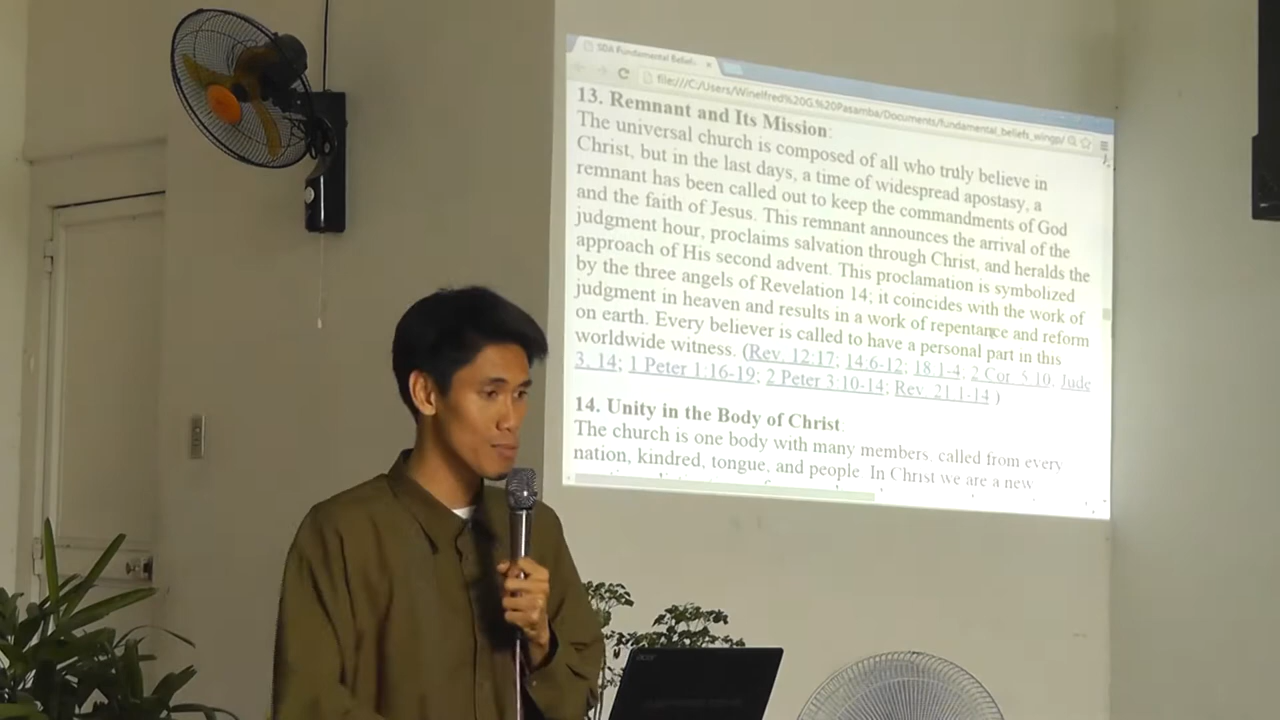 SDA Fundamental Beliefs
file:///C:/Users/Winelfred%20G.%20Pasamba/Documents/fundamental_beliefs_wingp/
13. Remnant and Its Mission:
The universal church is composed of all who truly believe in
Christ, but in the last days, a time of widespread apostasy, a
remnant has been called out to keep the commandments of God
and the faith of Jesus. This remnant announces the arrival of the
judgment hour, proclaims salvation through Christ, and heralds the
approach of His second advent. This proclamation is symbolized
by the three angels of Revelation 14; it coincides with the work of
judgment in heaven and results in a work of repentance and reform
on earth. Every believer is called to have a personal part in this
worldwide witness. (Rev. 12:17; 14:6-12; 18:1-4; 2 Cor. 5:10; Jude
3, 14; 1 Peter 1:16-19; 2 Peter 3:10-14; Rev. 21:1-14.)
14. Unity in the Body of Christ:
The church is one body with many members, called from every
nation, kindred, tongue, and people. In Christ we are a new
acer